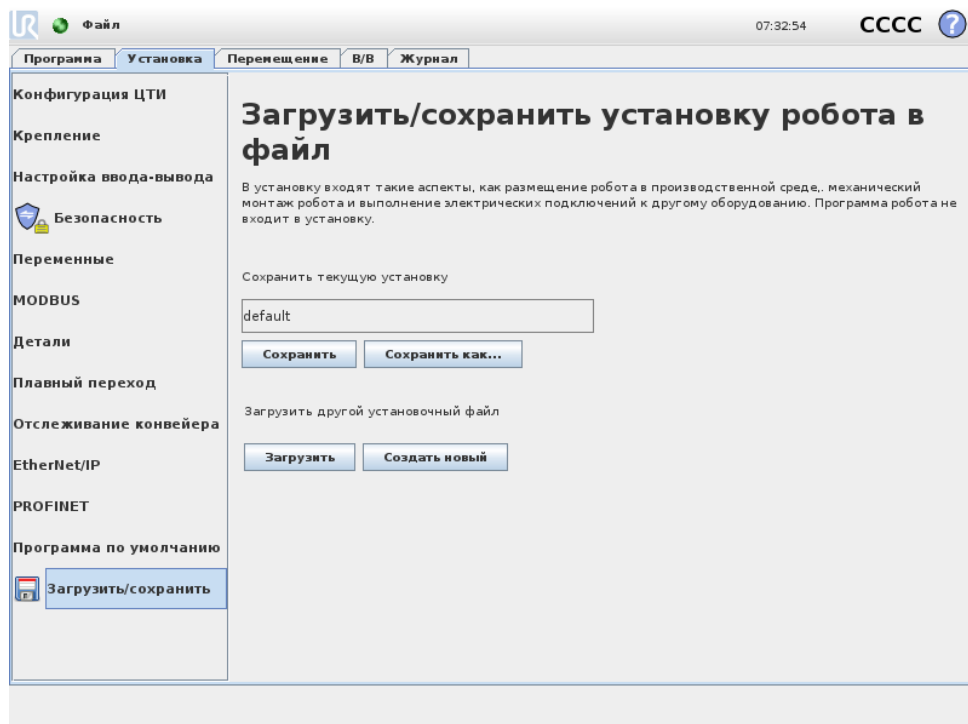 UR Файл 07:32:54 CCCC ?
Программа Установка Перемещение В/В Журнал
Конфигурация ЦТИ
Крепление
Настройка ввода-вывода
Безопасность
Переменные
MODBUS
Детали
Плавный переход
Отслеживание конвейера
EtherNet/IP
PROFINET
Программа по умолчанию
Загрузить/сохранить
Загрузить/сохранить установку робота в
файл
В установку входят такие аспекты, как размещение робота в производственной среде,. механический
монтаж робота и выполнение электрических подключений к другому оборудованию. Программа робота не
входит в установку.
Сохранить текущую установку
default
Сохранить Сохранить как...
Загрузить другой установочный файл
Загрузить Создать новый